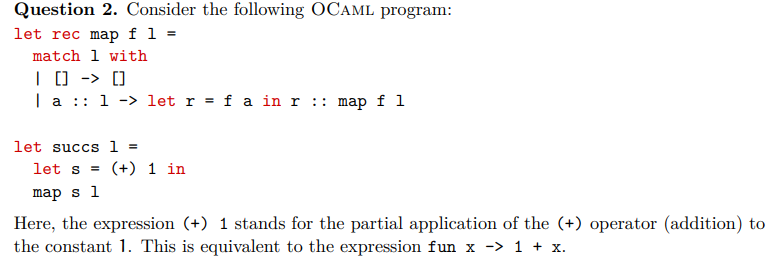 Question 2. Consider the following OCAML program:
let rec map f l =
  match l with
  | [] -> []
  | a :: l -> let r = f a in r :: map f l

let succs l =
  let s = (+) 1 in
  map s l
Here, the expression (+) 1 stands for the partial application of the (+) operator (addition) to
the constant 1. This is equivalent to the expression fun x -> 1 + x.